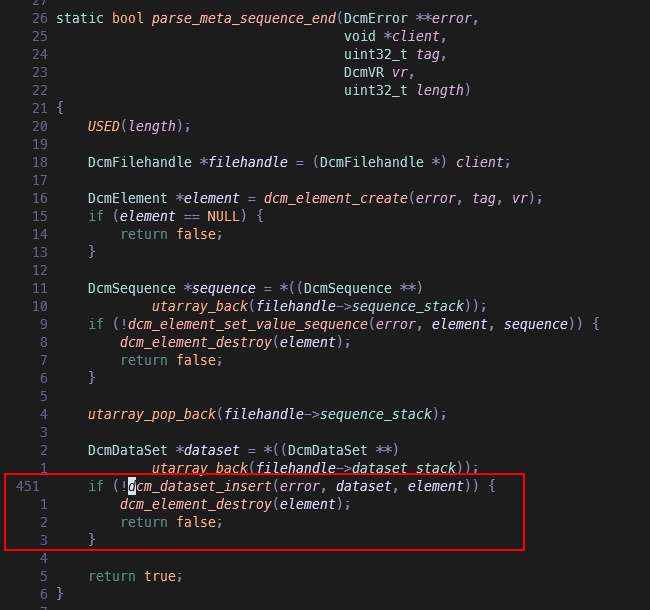 27
26 static bool parse_meta_sequence_end(DcmError **error,
25 void *client,
24 uint32_t tag,
23 DcmVR vr,
22 uint32_t length)
21 {
20 USED(length);
19
18 DcmFilehandle *filehandle = (DcmFilehandle *) client;
17
16 DcmElement *element = dcm_element_create(error, tag, vr);
15 if (element == NULL) {
14 return false;
13 }
12
11 DcmSequence *sequence = *((DcmSequence **)
10 utarray_back(filehandle->sequence_stack));
9 if (!dcm_element_set_value_sequence(error, element, sequence)) {
8 dcm_element_destroy(element);
7 return false;
6 }
5
4 utarray_pop_back(filehandle->sequence_stack);
3
2 DcmDataSet *dataset = *((DcmDataSet **)
1 utarray_back(filehandle->dataset_stack));
451 if (!dcm_dataset_insert(error, dataset, element)) {
1 dcm_element_destroy(element);
2 return false;
3 }
4
5 return true;
6 }
7